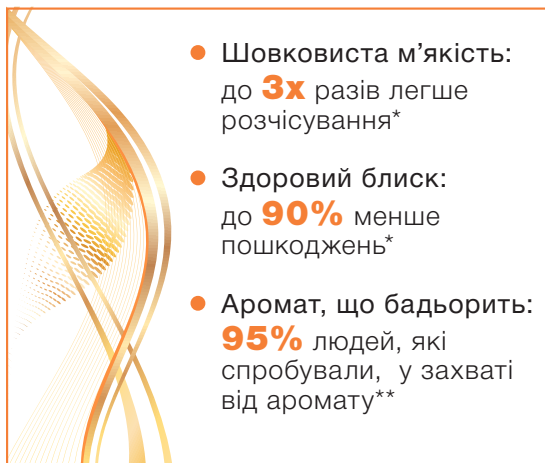 ● Шовковиста м’якість:
до 3x разів легше
розчісування*
● Здоровий блиск:
до 90% менше
пошкоджень*
● Аромат, що бадьорить:
95% людей, які
спробували,  у захваті
від аромату**